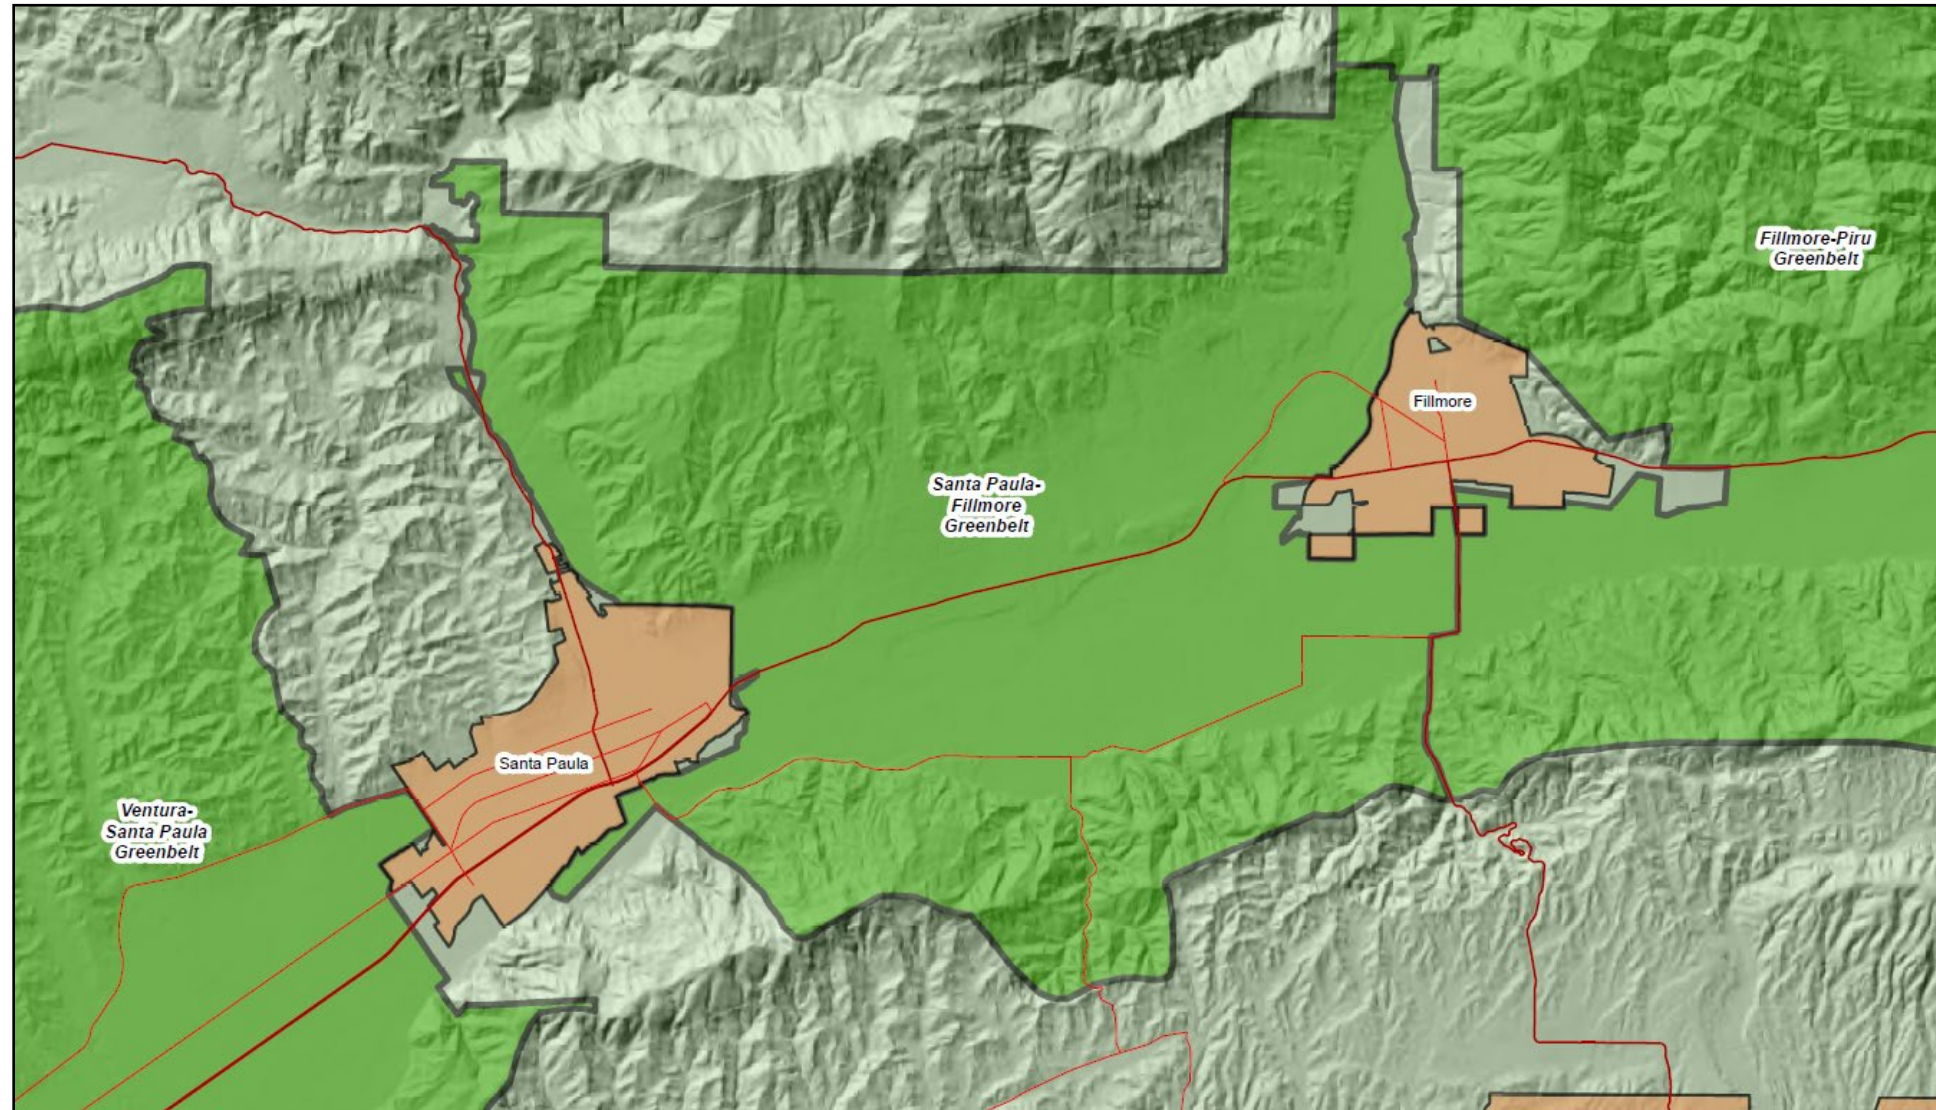 Fillmore-Piru
Greenbelt
Fillmore
Santa Paula-
Fillmore
Greenbelt
Santa Paula
Ventura-
Santa Paula
Greenbelt